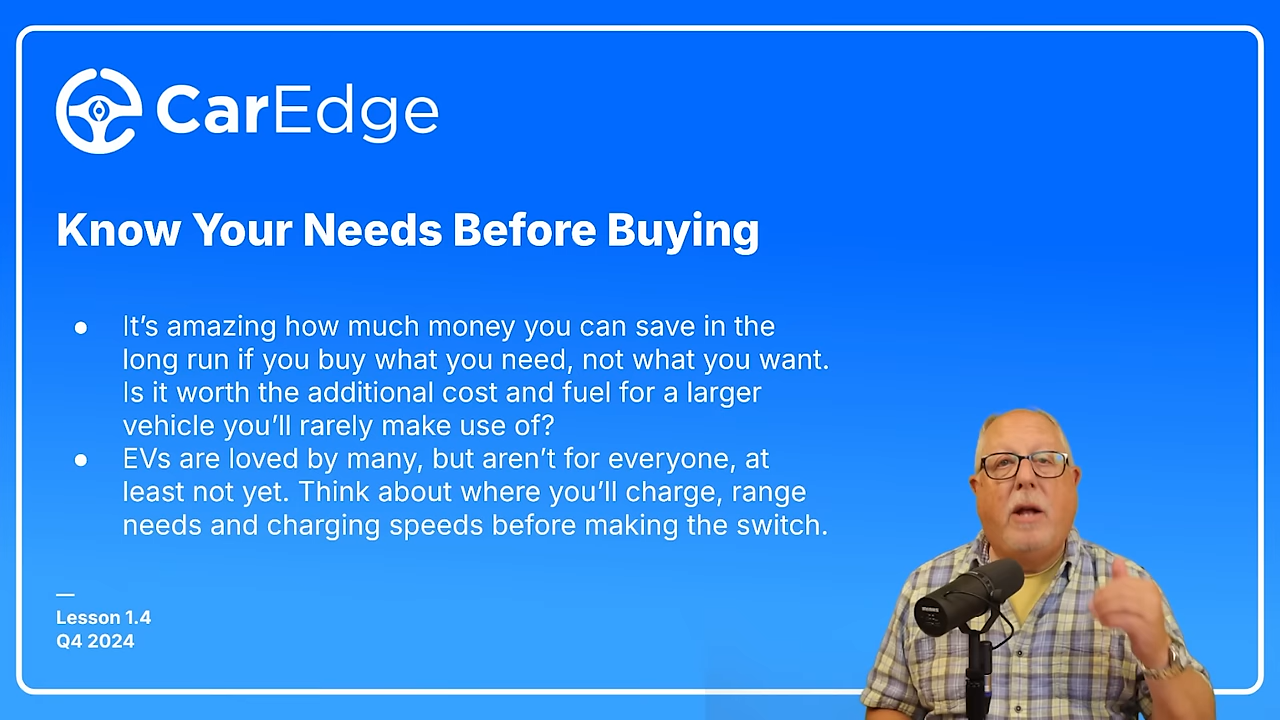 CarEdge
Know Your Needs Before Buying
● It’s amazing how much money you can save in the
long run if you buy what you need, not what you want.
Is it worth the additional cost and fuel for a larger
vehicle you’ll rarely make use of?
● EVs are loved by many, but aren’t for everyone, at
least not yet. Think about where you’ll charge, range
needs and charging speeds before making the switch.
Lesson 1.4
Q4 2024